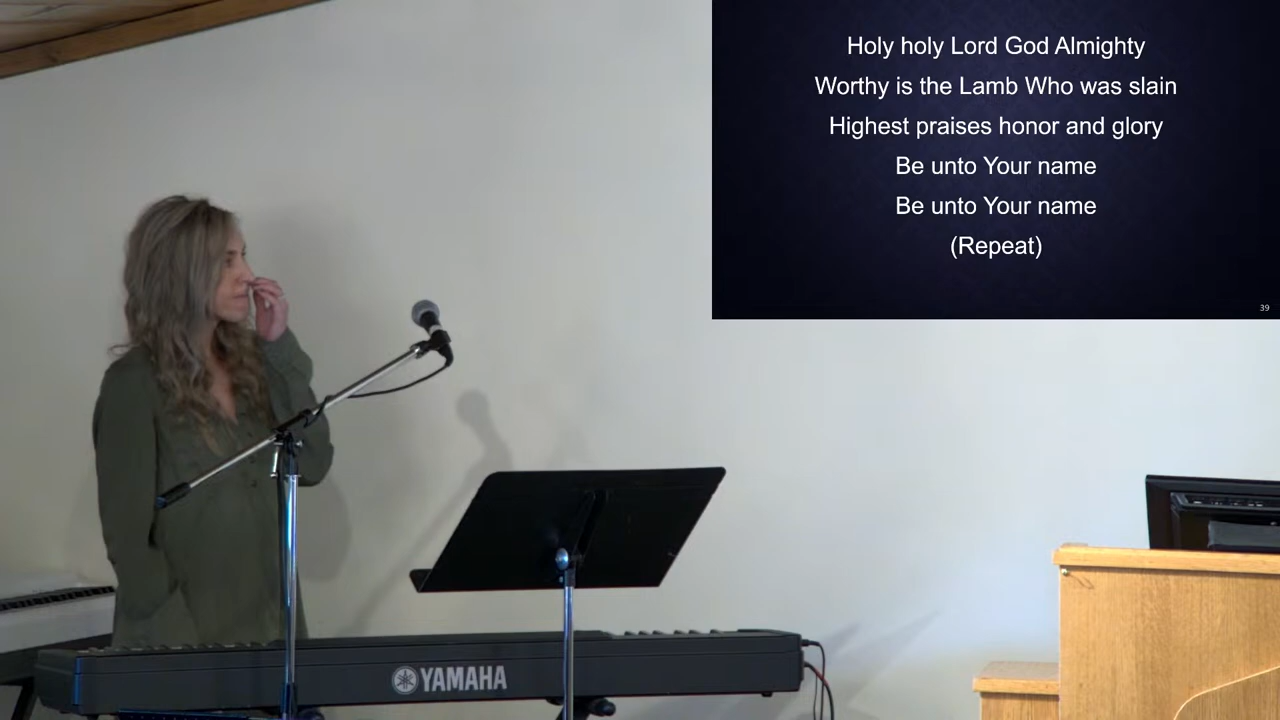 Holy holy Lord God Almighty
Worthy is the Lamb Who was slain
Highest praises honor and glory
Be unto Your name
Be unto Your name
(Repeat)
39
YAMAHA